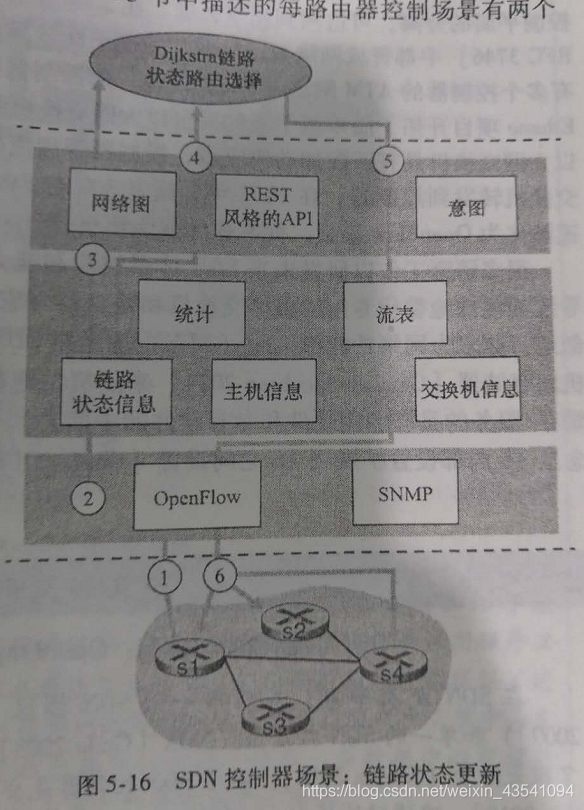 节中描述的每路由器控制场景有两个
Dijkstra链路
状态路由选择
④
⑤
网络图
REST
风格的API
意图
③
统计
流表
链路
状态信息
主机信息
交换机信息
②
OpenFlow
SNMP
①
⑥
s2
s1
s4
s3
图 5-16 SDN 控制器场景:链路状态更新
https://blog.csdn.net/weixin_43541094